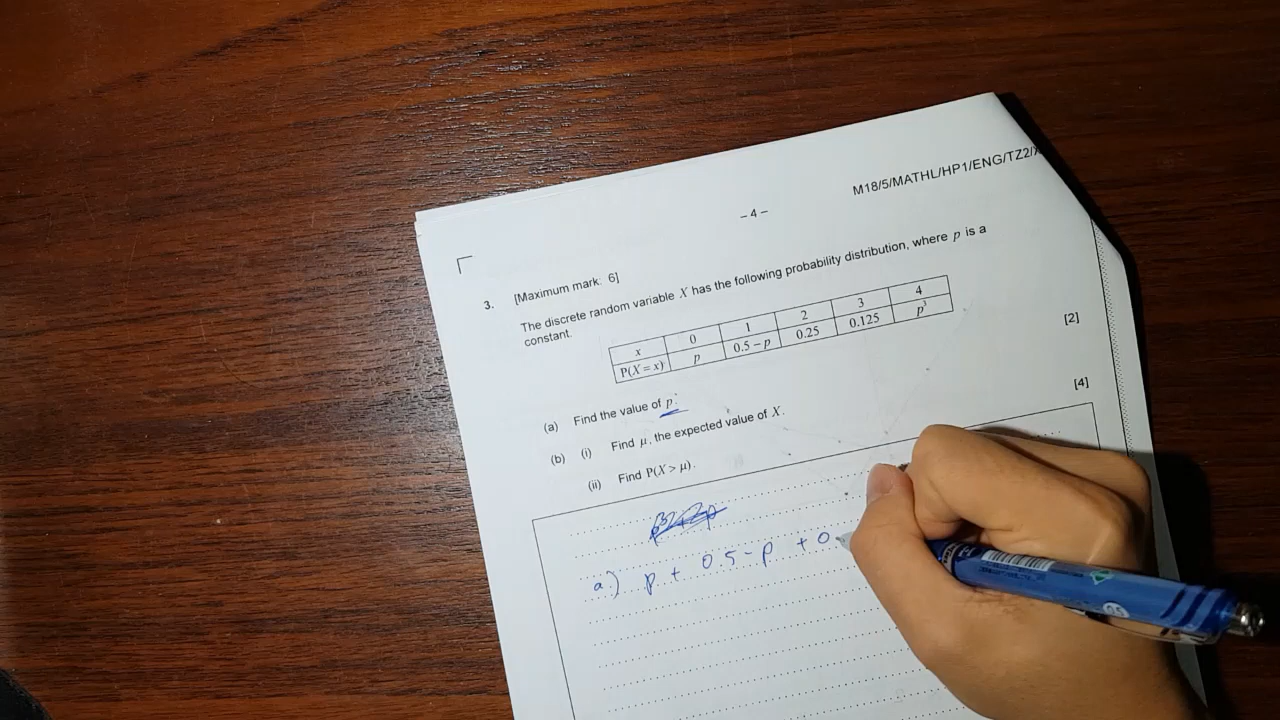 M18/5/MATHL/HP1/ENG/TZ2/
– 4 –
3. [Maximum mark: 6]
The discrete random variable X has the following probability distribution, where p is a
constant.
x 0 1 2 3 4
P(X = x) p 0.5 – p 0.25 0.125 p³
(a) Find the value of p. [2]
(b) (i) Find μ, the expected value of X. [4]
(ii) Find P(X > μ).
a.) p + 0.5 - p + 0.